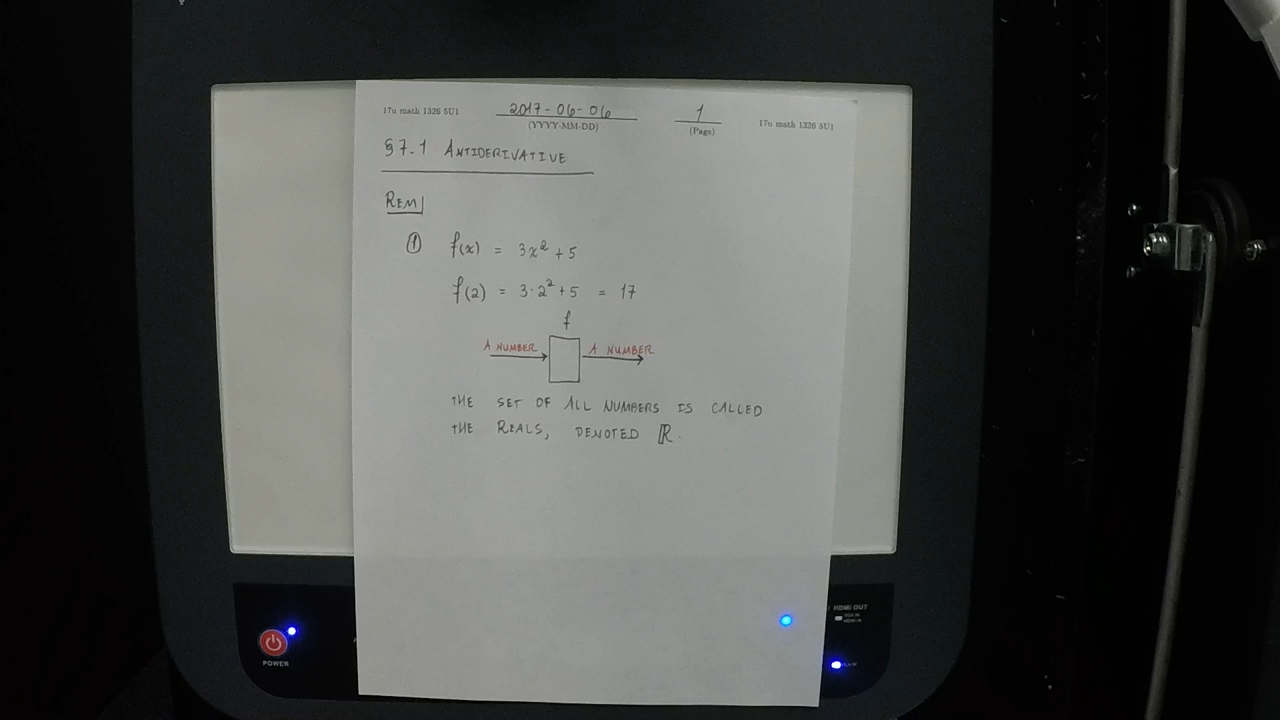 17u math 1326 5U1 2017-06-06 1 17u math 1326 5U1
(YYYY-MM-DD) (Page)
§7.1 ANTIDERIVATIVE
REM
① f(x) = 3x² + 5
f(2) = 3·2² + 5 = 17
f
A NUMBER A NUMBER
THE SET OF ALL NUMBERS IS CALLED
THE REALS, DENOTED ℝ.
HDMI OUT
POWER